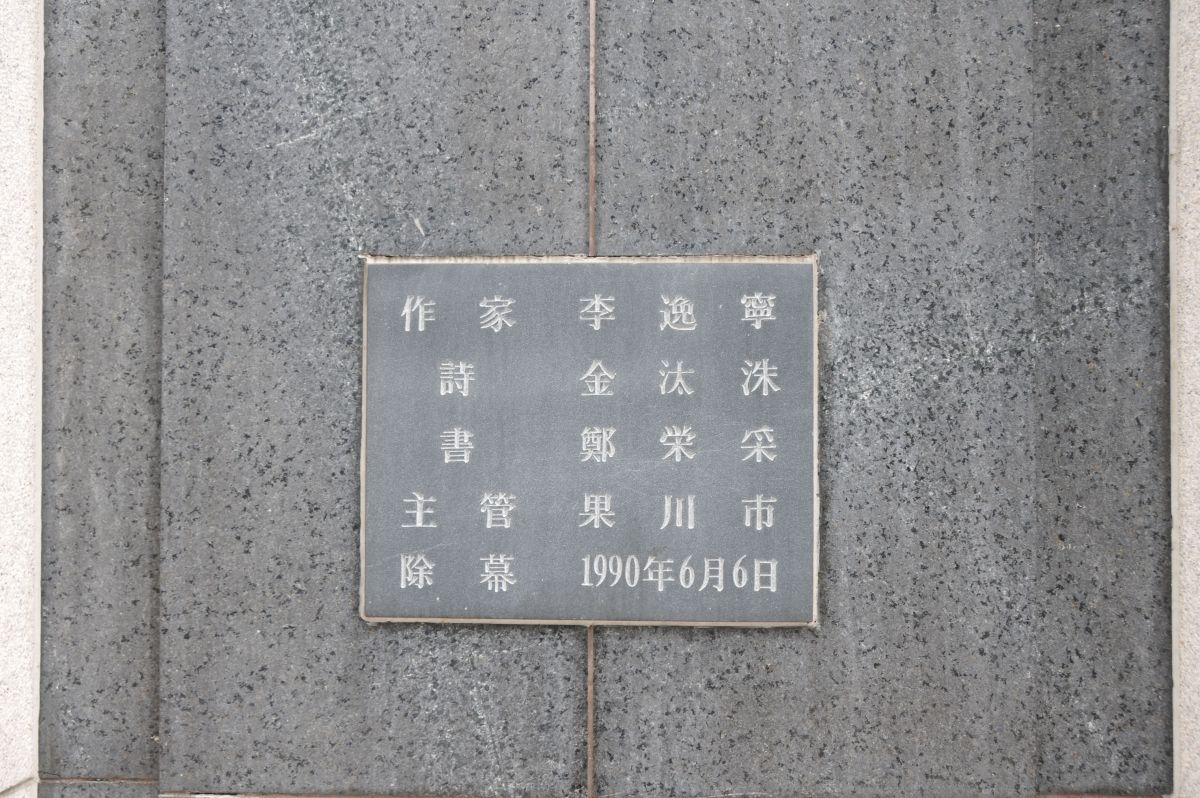 作家 李逸寧
詩 金汰洙
書 鄭栄采
主管 果川市
除幕 1990年6月6日